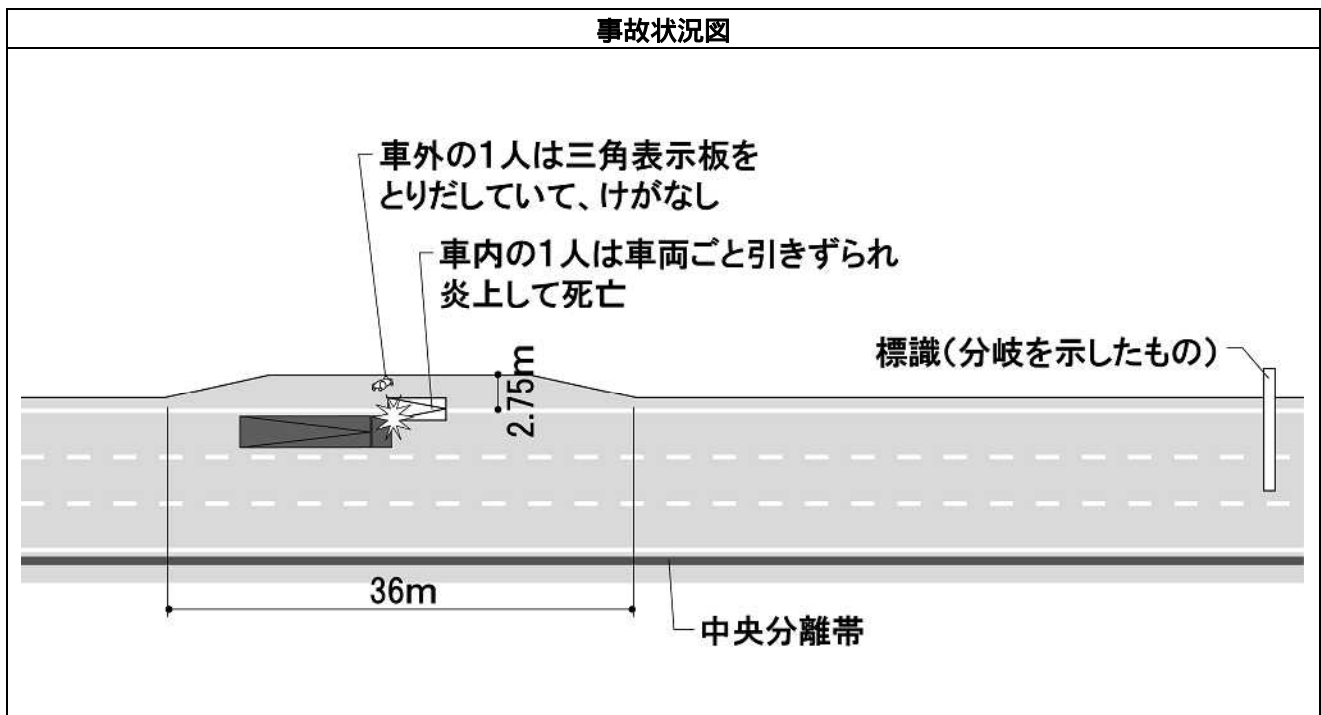 事故状況図
車外の1人は三角表示板を
とりだしていて、けがなし
車内の1人は車両ごと引きずられ
炎上して死亡
標識(分岐を示したもの)
2.75m
36m
中央分離帯